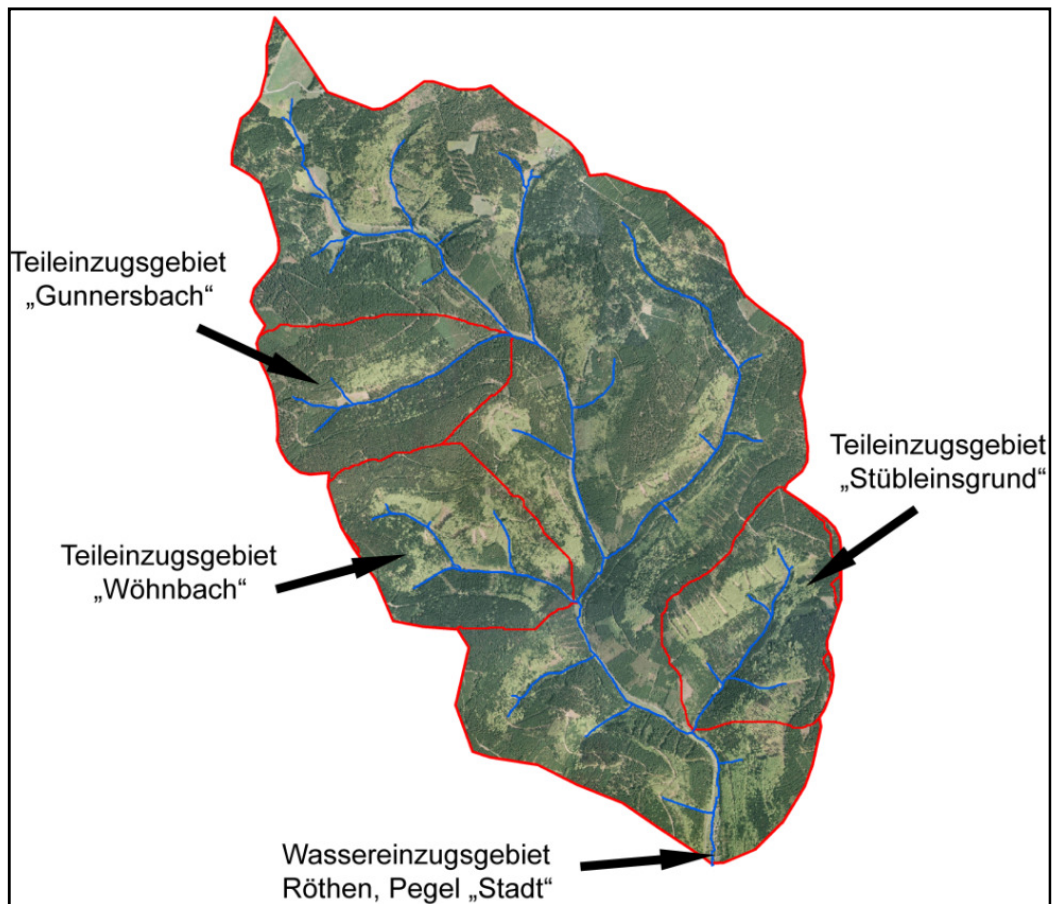 Teileinzugsgebiet
„Gunnersbach“
Teileinzugsgebiet
„Stübleinsgrund“
Teileinzugsgebiet
„Wöhnbach“
Wassereinzugsgebiet
Röthen, Pegel „Stadt“